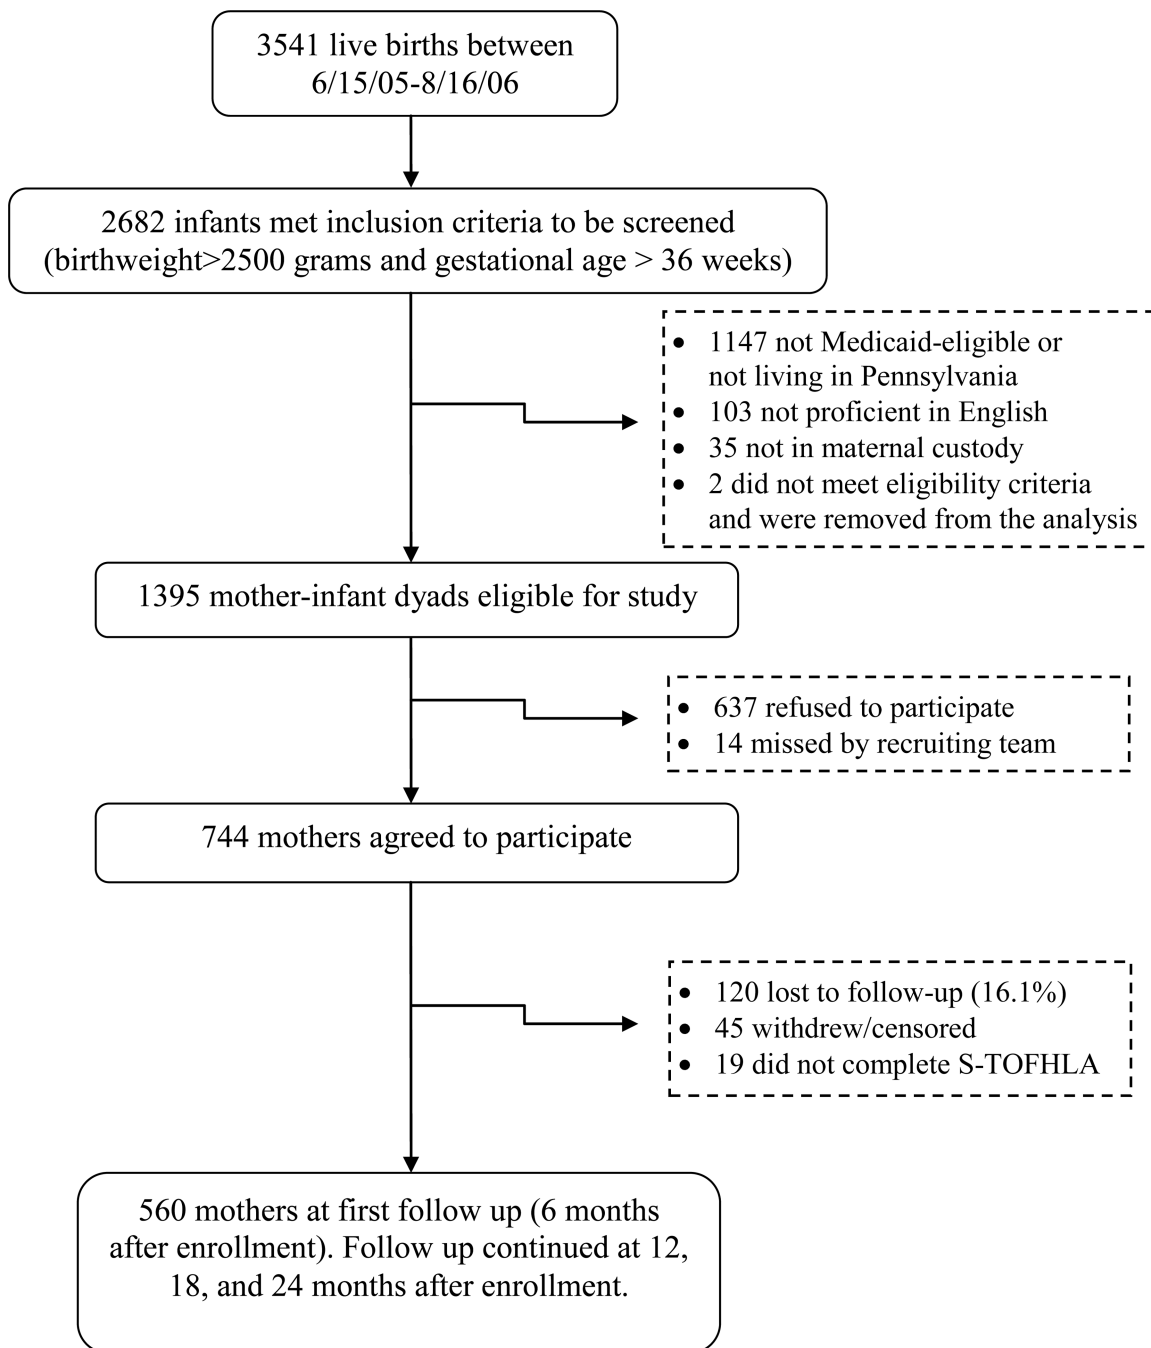 3541 live births between
6/15/05-8/16/06
2682 infants met inclusion criteria to be screened
(birthweight>2500 grams and gestational age > 36 weeks)
• 1147 not Medicaid-eligible or
not living in Pennsylvania
• 103 not proficient in English
• 35 not in maternal custody
• 2 did not meet eligibility criteria
and were removed from the analysis
1395 mother-infant dyads eligible for study
• 637 refused to participate
• 14 missed by recruiting team
744 mothers agreed to participate
• 120 lost to follow-up (16.1%)
• 45 withdrew/censored
• 19 did not complete S-TOFHLA
560 mothers at first follow up (6 months
after enrollment). Follow up continued at 12,
18, and 24 months after enrollment.